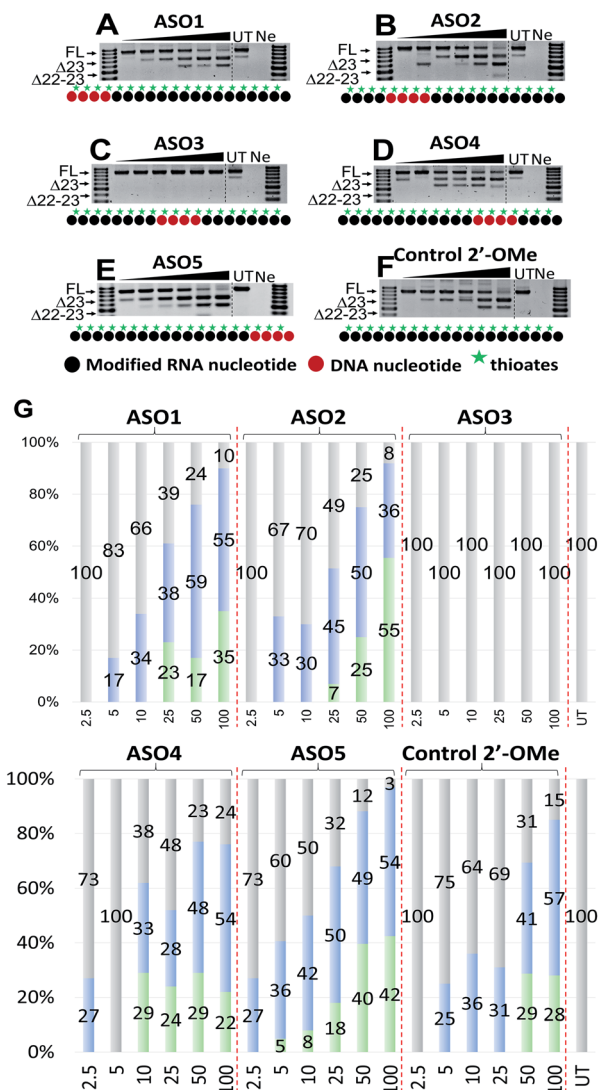 A ASO1
FL UT Ne
Δ23
Δ22-23
B ASO2
FL UT Ne
Δ23
Δ22-23
C ASO3
FL UT Ne
Δ23
Δ22-23
D ASO4
FL UT Ne
Δ23
Δ22-23
E ASO5
FL UT Ne
Δ23
Δ22-23
F Control 2'-OMe
FL UT Ne
Δ23
Δ22-23
Modified RNA nucleotide DNA nucleotide thioates
G
ASO1 ASO2 ASO3
100%
80%
60%
40%
20%
0%
100 83 66 39 24 10
17 34 38 59 55
23 17 35
100 67 70 49 25 8
33 30 45 50 36
7 25 55
100 100 100 100 100 100
100
2.5 5 10 25 50 100 2.5 5 10 25 50 100 2.5 5 10 25 50 100 UT
ASO4 ASO5 Control 2'-OMe
100%
80%
60%
40%
20%
0%
73 100 38 48 23 24
27 33 28 48 54
29 24 29 22
73 60 50 32 12 3
27 36 42 50 49 54
5 8 18 40 42
100 75 64 69 31 15
25 36 31 41 57
29 28
100
2.5 5 10 25 50 100 2.5 5 10 25 50 100 2.5 5 10 25 50 100 UT